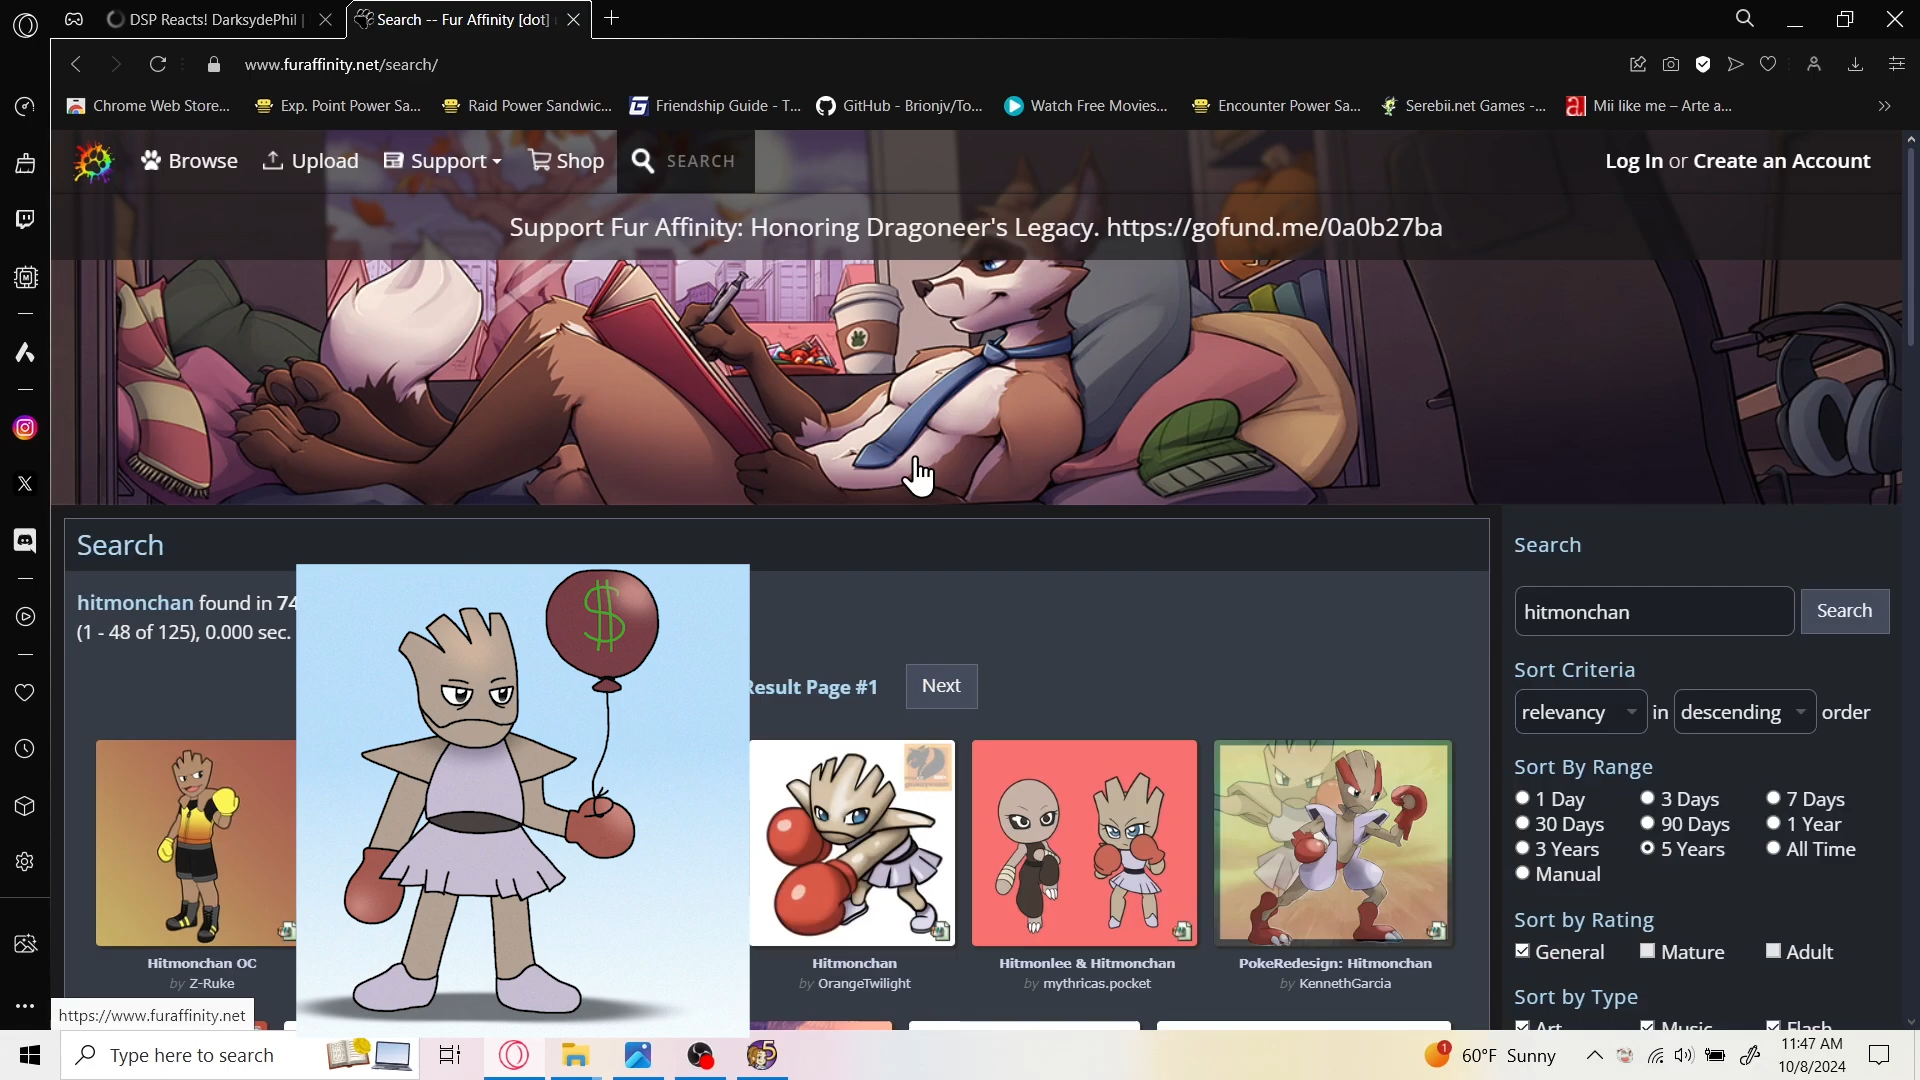 DSP Reacts! DarksydePhil |
Search -- Fur Affinity [dot]
www.furaffinity.net/search/
Chrome Web Store...
Exp. Point Power Sa...
Raid Power Sandwic...
Friendship Guide - T...
GitHub - Brionjv/To...
Watch Free Movies...
Encounter Power Sa...
Serebii.net Games -...
Mii like me – Arte a...
Browse
Upload
Support
Shop
SEARCH
Log In or Create an Account
Support Fur Affinity: Honoring Dragoneer's Legacy. https://gofund.me/0a0b27ba
Search
hitmonchan found in 74
(1 - 48 of 125), 0.000 sec.
$
Result Page #1
Next
Hitmonchan OC
by Z-Ruke
Hitmonchan
by OrangeTwilight
Hitmonlee & Hitmonchan
by mythricas.pocket
PokeRedesign: Hitmonchan
by KennethGarcia
Search
hitmonchan
Search
Sort Criteria
relevancy in descending order
Sort By Range
1 Day 3 Days 7 Days
30 Days 90 Days 1 Year
3 Years 5 Years All Time
Manual
Sort by Rating
General Mature Adult
Sort by Type
Art Music Flash
https://www.furaffinity.net
Type here to search
5
1
60°F Sunny
11:47 AM
10/8/2024